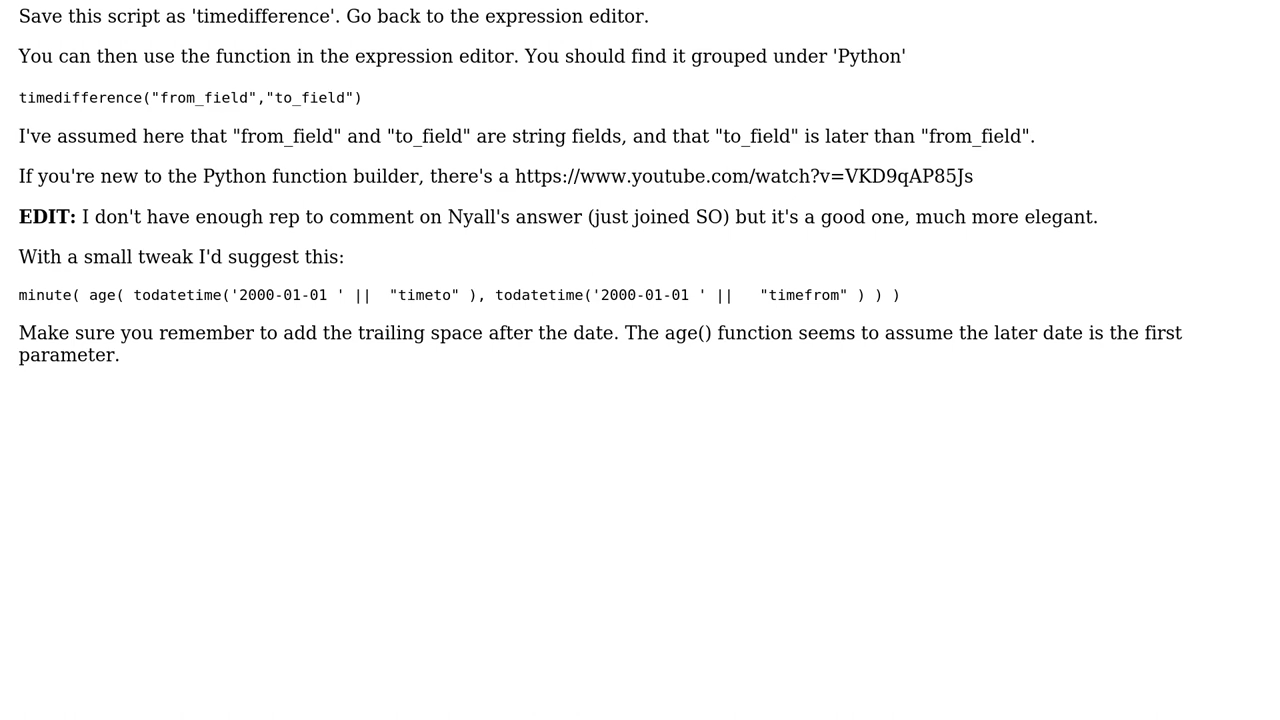 Save this script as 'timedifference'. Go back to the expression editor.
You can then use the function in the expression editor. You should find it grouped under 'Python'
timedifference("from_field","to_field")
I've assumed here that "from_field" and "to_field" are string fields, and that "to_field" is later than "from_field".
If you're new to the Python function builder, there's a https://www.youtube.com/watch?v=VKD9qAP85Js
EDIT: I don't have enough rep to comment on Nyall's answer (just joined SO) but it's a good one, much more elegant.
With a small tweak I'd suggest this:
minute( age( todatetime('2000-01-01 ' ||  "timeto" ), todatetime('2000-01-01 ' ||   "timefrom" ) ) )
Make sure you remember to add the trailing space after the date. The age() function seems to assume the later date is the first
parameter.